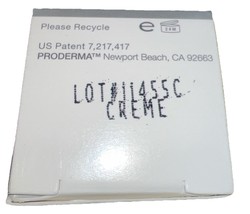 Please Recycle
US Patent 7,217,417
PRODERMA™ Newport Beach, CA 92663
LOT#11455C
CREME